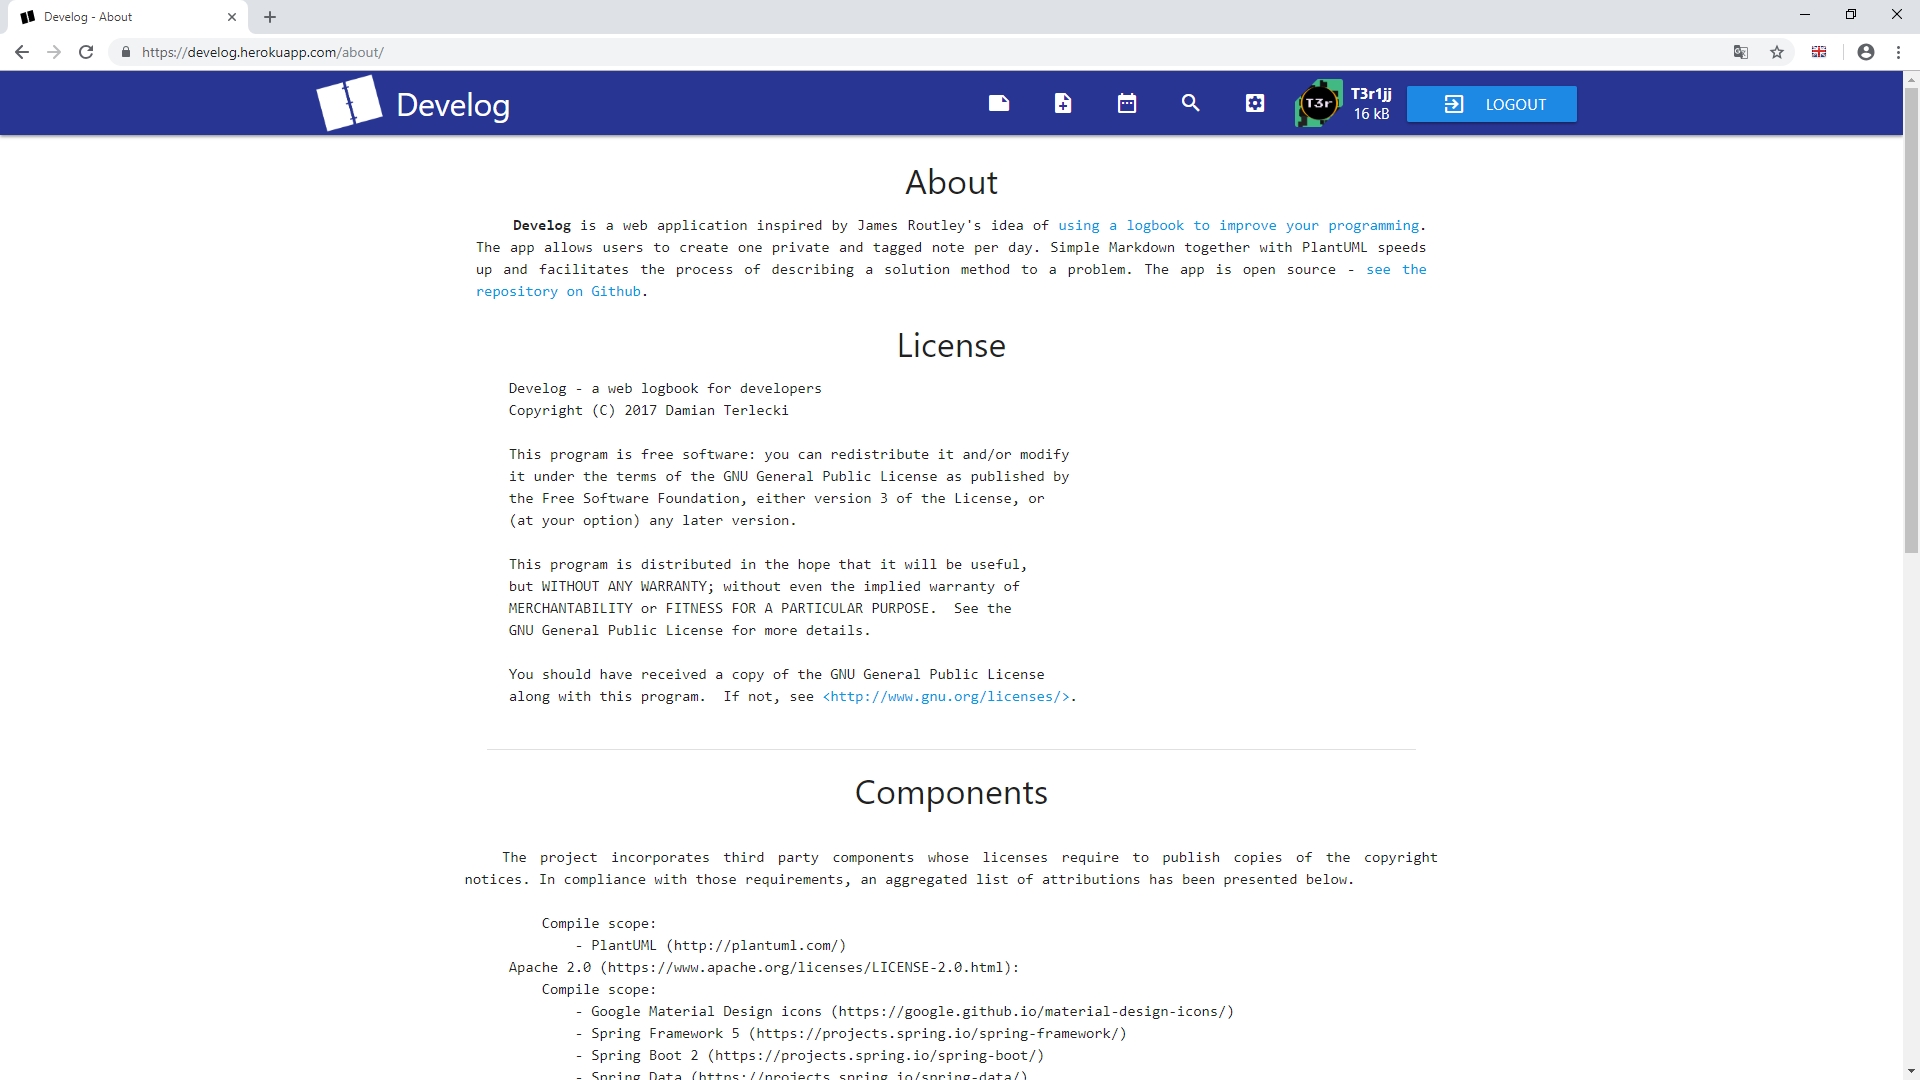 Develog - About
https://develog.herokuapp.com/about/
Develog
T3r
T3r1jj
16 kB
LOGOUT
About
Develog is a web application inspired by James Routley's idea of using a logbook to improve your programming.
The app allows users to create one private and tagged note per day. Simple Markdown together with PlantUML speeds
up and facilitates the process of describing a solution method to a problem. The app is open source - see the
repository on Github.
License
Develog - a web logbook for developers
Copyright (C) 2017 Damian Terlecki
This program is free software: you can redistribute it and/or modify
it under the terms of the GNU General Public License as published by
the Free Software Foundation, either version 3 of the License, or
(at your option) any later version.
This program is distributed in the hope that it will be useful,
but WITHOUT ANY WARRANTY; without even the implied warranty of
MERCHANTABILITY or FITNESS FOR A PARTICULAR PURPOSE.  See the
GNU General Public License for more details.
You should have received a copy of the GNU General Public License
along with this program.  If not, see <http://www.gnu.org/licenses/>.
Components
The project incorporates third party components whose licenses require to publish copies of the copyright
notices. In compliance with those requirements, an aggregated list of attributions has been presented below.
Compile scope:
- PlantUML (http://plantuml.com/)
Apache 2.0 (https://www.apache.org/licenses/LICENSE-2.0.html):
Compile scope:
- Google Material Design icons (https://google.github.io/material-design-icons/)
- Spring Framework 5 (https://projects.spring.io/spring-framework/)
- Spring Boot 2 (https://projects.spring.io/spring-boot/)
- Spring Data (https://projects.spring.io/spring-data/)